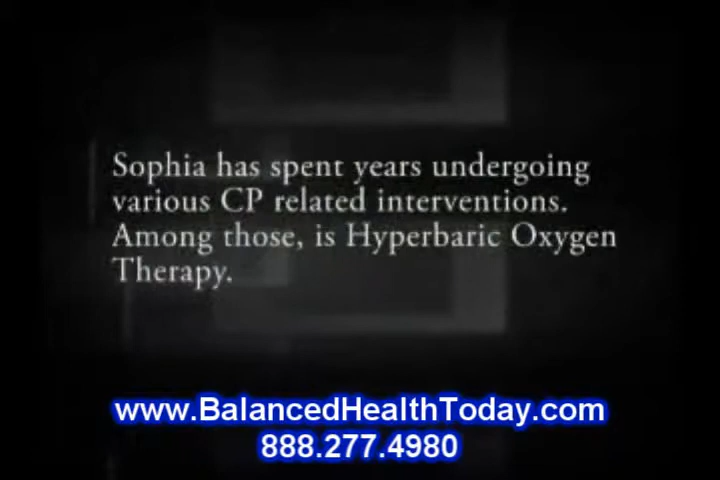 Sophia has spent years undergoing
various CP related interventions.
Among those, is Hyperbaric Oxygen
Therapy.
www.BalancedHealthToday.com
888.277.4980